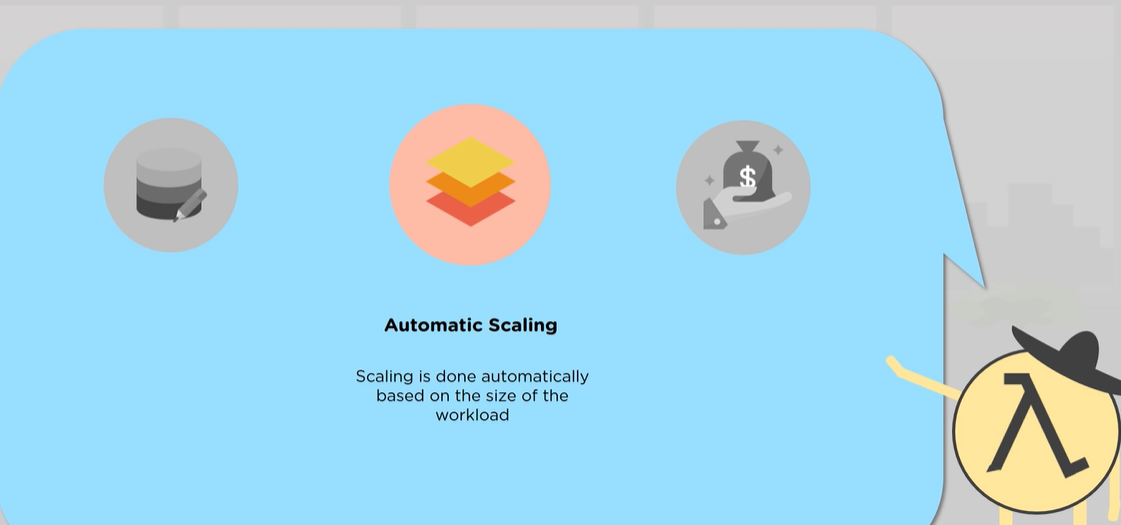 $
Automatic Scaling
Scaling is done automatically
based on the size of the
workload
λ